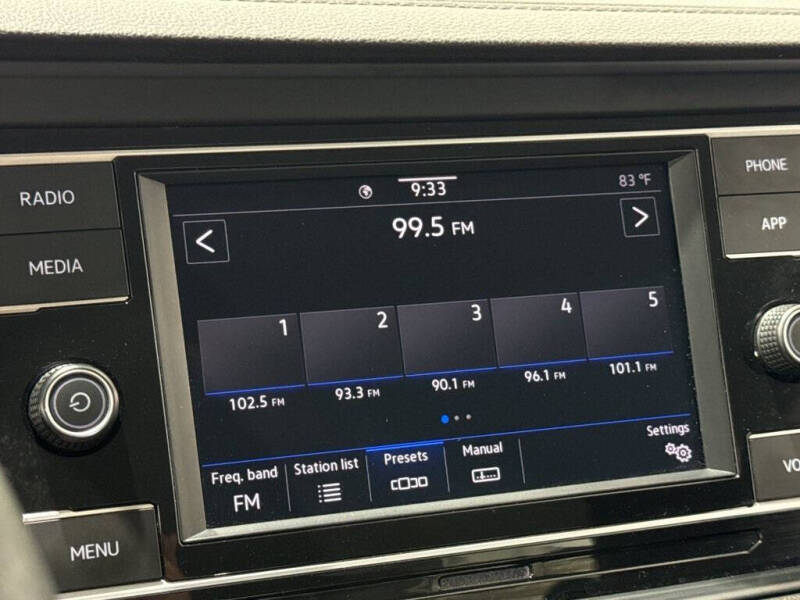 RADIO
MEDIA
MENU
9:33
83 °F
99.5 FM
<
>
1
2
3
4
5
102.5 FM
93.3 FM
90.1 FM
96.1 FM
101.1 FM
Freq. band
FM
Station list
Presets
Manual
Settings
PHONE
APP
VO